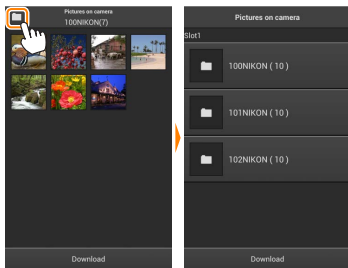 Pictures on camera
100NIKON(7)
Download
Pictures on camera
Slot1
100NIKON ( 10 )
101NIKON ( 10 )
102NIKON ( 10 )
Download